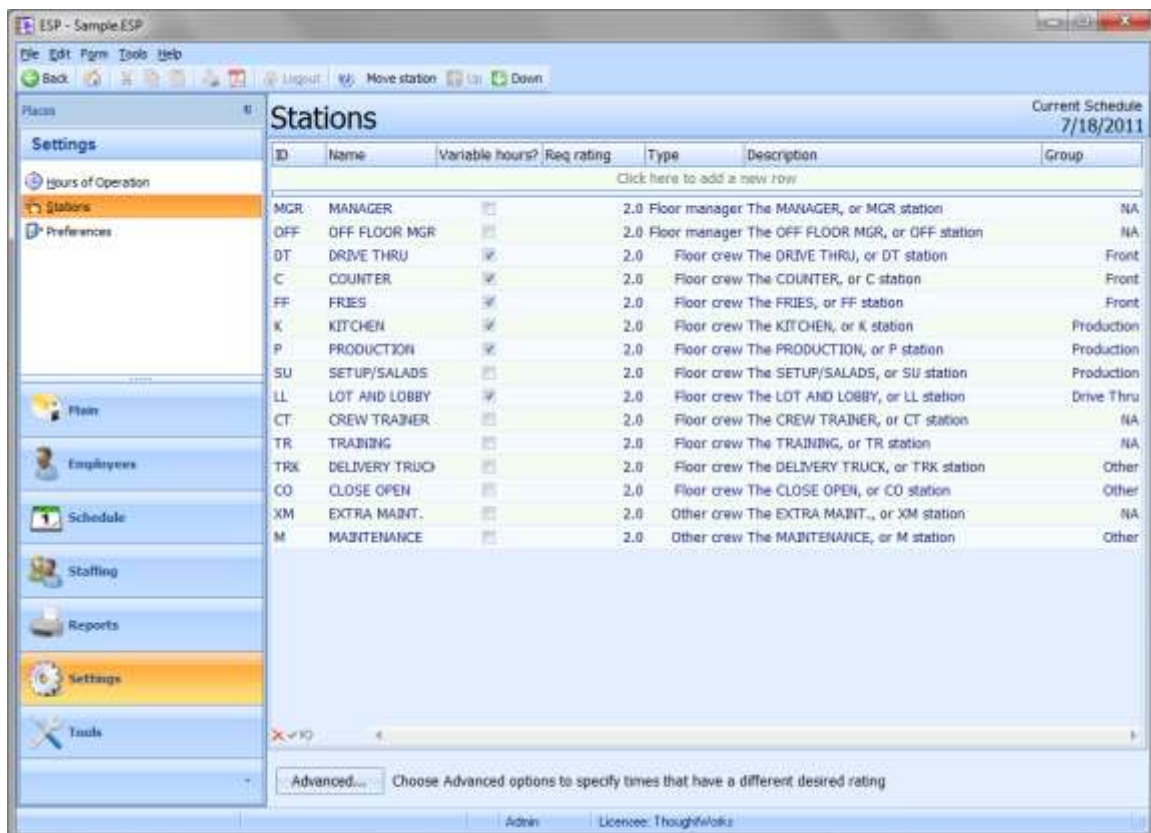 ESP - Sample.ESP
File Edit Form Tools Help
Back Logout Move station Up Down
Places
Settings
Hours of Operation
Stations
Preferences
Main
Employees
Schedule
Staffing
Reports
Settings
Tools
Stations
Current Schedule
7/18/2011
ID Name Variable hours? Req rating Type Description Group
Click here to add a new row
MGR MANAGER 2.0 Floor manager The MANAGER, or MGR station NA
OFF OFF FLOOR MGR 2.0 Floor manager The OFF FLOOR MGR, or OFF station NA
DT DRIVE THRU 2.0 Floor crew The DRIVE THRU, or DT station Front
C COUNTER 2.0 Floor crew The COUNTER, or C station Front
FF FRIES 2.0 Floor crew The FRIES, or FF station Front
K KITCHEN 2.0 Floor crew The KITCHEN, or K station Production
P PRODUCTION 2.0 Floor crew The PRODUCTION, or P station Production
SU SETUP/SALADS 2.0 Floor crew The SETUP/SALADS, or SU station Production
LL LOT AND LOBBY 2.0 Floor crew The LOT AND LOBBY, or LL station Drive Thru
CT CREW TRAINER 2.0 Floor crew The CREW TRAINER, or CT station NA
TR TRAINING 2.0 Floor crew The TRAINING, or TR station NA
TRK DELIVERY TRUC 2.0 Floor crew The DELIVERY TRUCK, or TRK station Other
CO CLOSE OPEN 2.0 Floor crew The CLOSE OPEN, or CO station Other
XM EXTRA MAINT. 2.0 Other crew The EXTRA MAINT., or XM station NA
M MAINTENANCE 2.0 Other crew The MAINTENANCE, or M station Other
Advanced... Choose Advanced options to specify times that have a different desired rating
Admin Licencee: ThoughtWorks